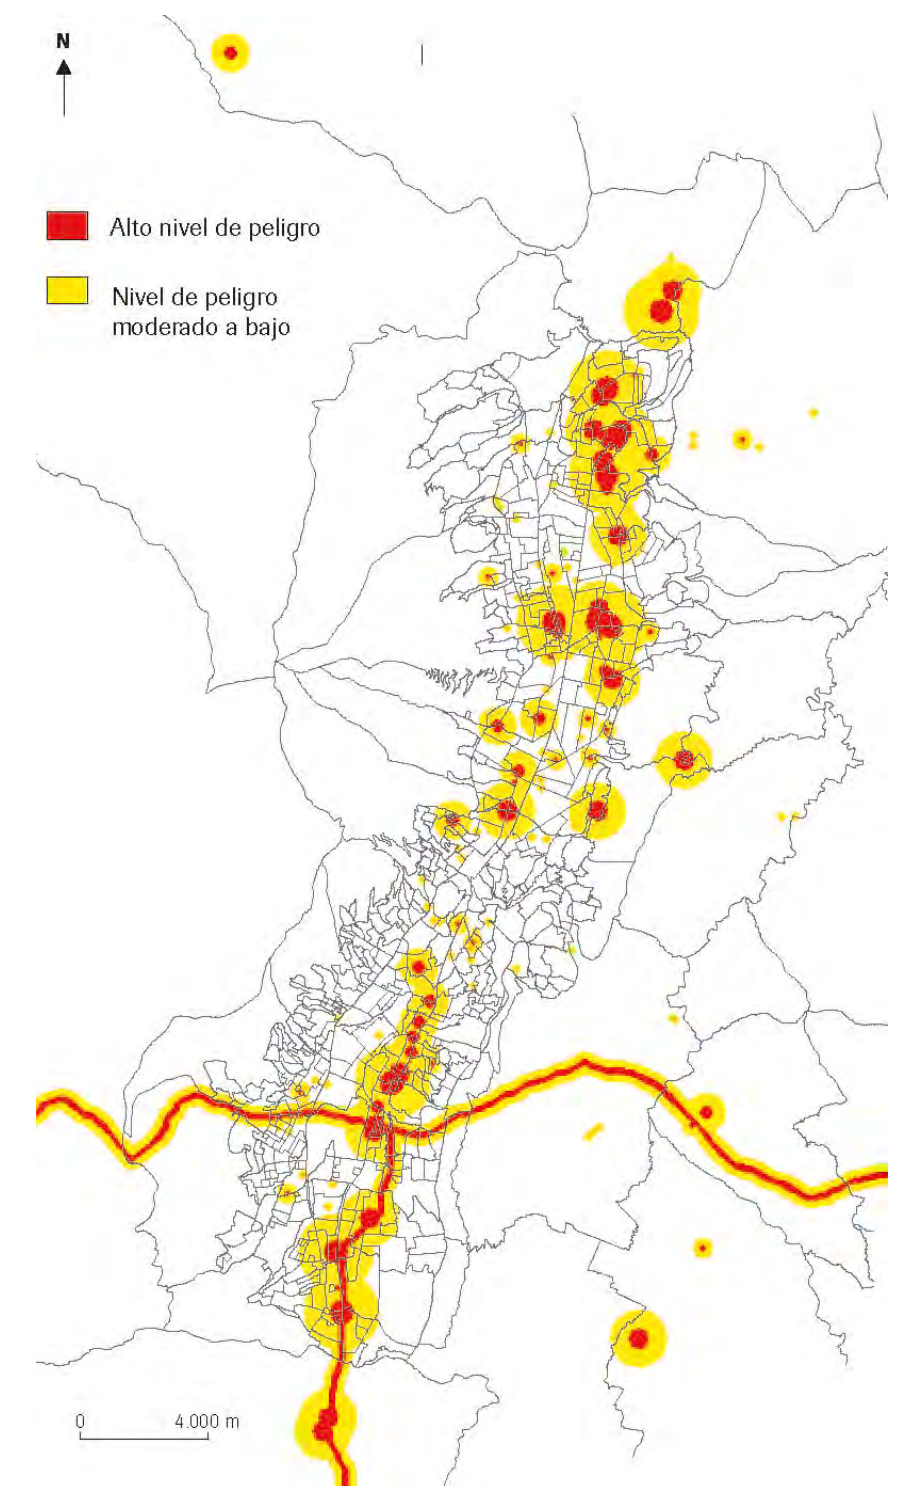 N
Alto nivel de peligro
Nivel de peligro
moderado a bajo
0 4.000 m